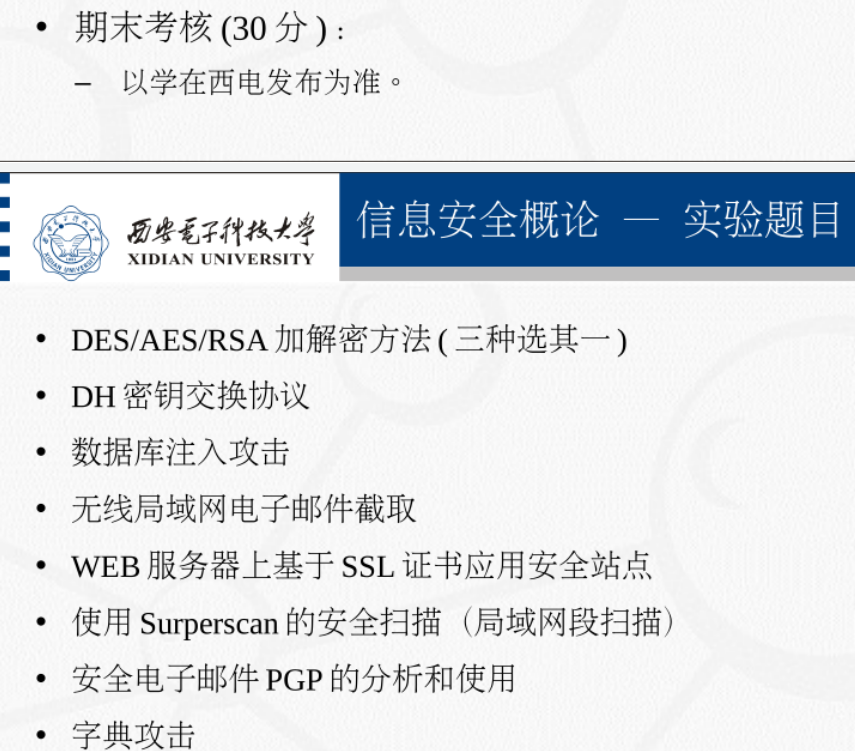 • 期末考核 (30 分 ) :
– 以学在西电发布为准。
西安电子科技大学
XIDIAN UNIVERSITY
信息安全概论 — 实验题目
• DES/AES/RSA 加解密方法 ( 三种选其一 )
• DH 密钥交换协议
• 数据库注入攻击
• 无线局域网电子邮件截取
• WEB 服务器上基于 SSL 证书应用安全站点
• 使用 Surperscan 的安全扫描（局域网段扫描）
• 安全电子邮件 PGP 的分析和使用
• 字典攻击